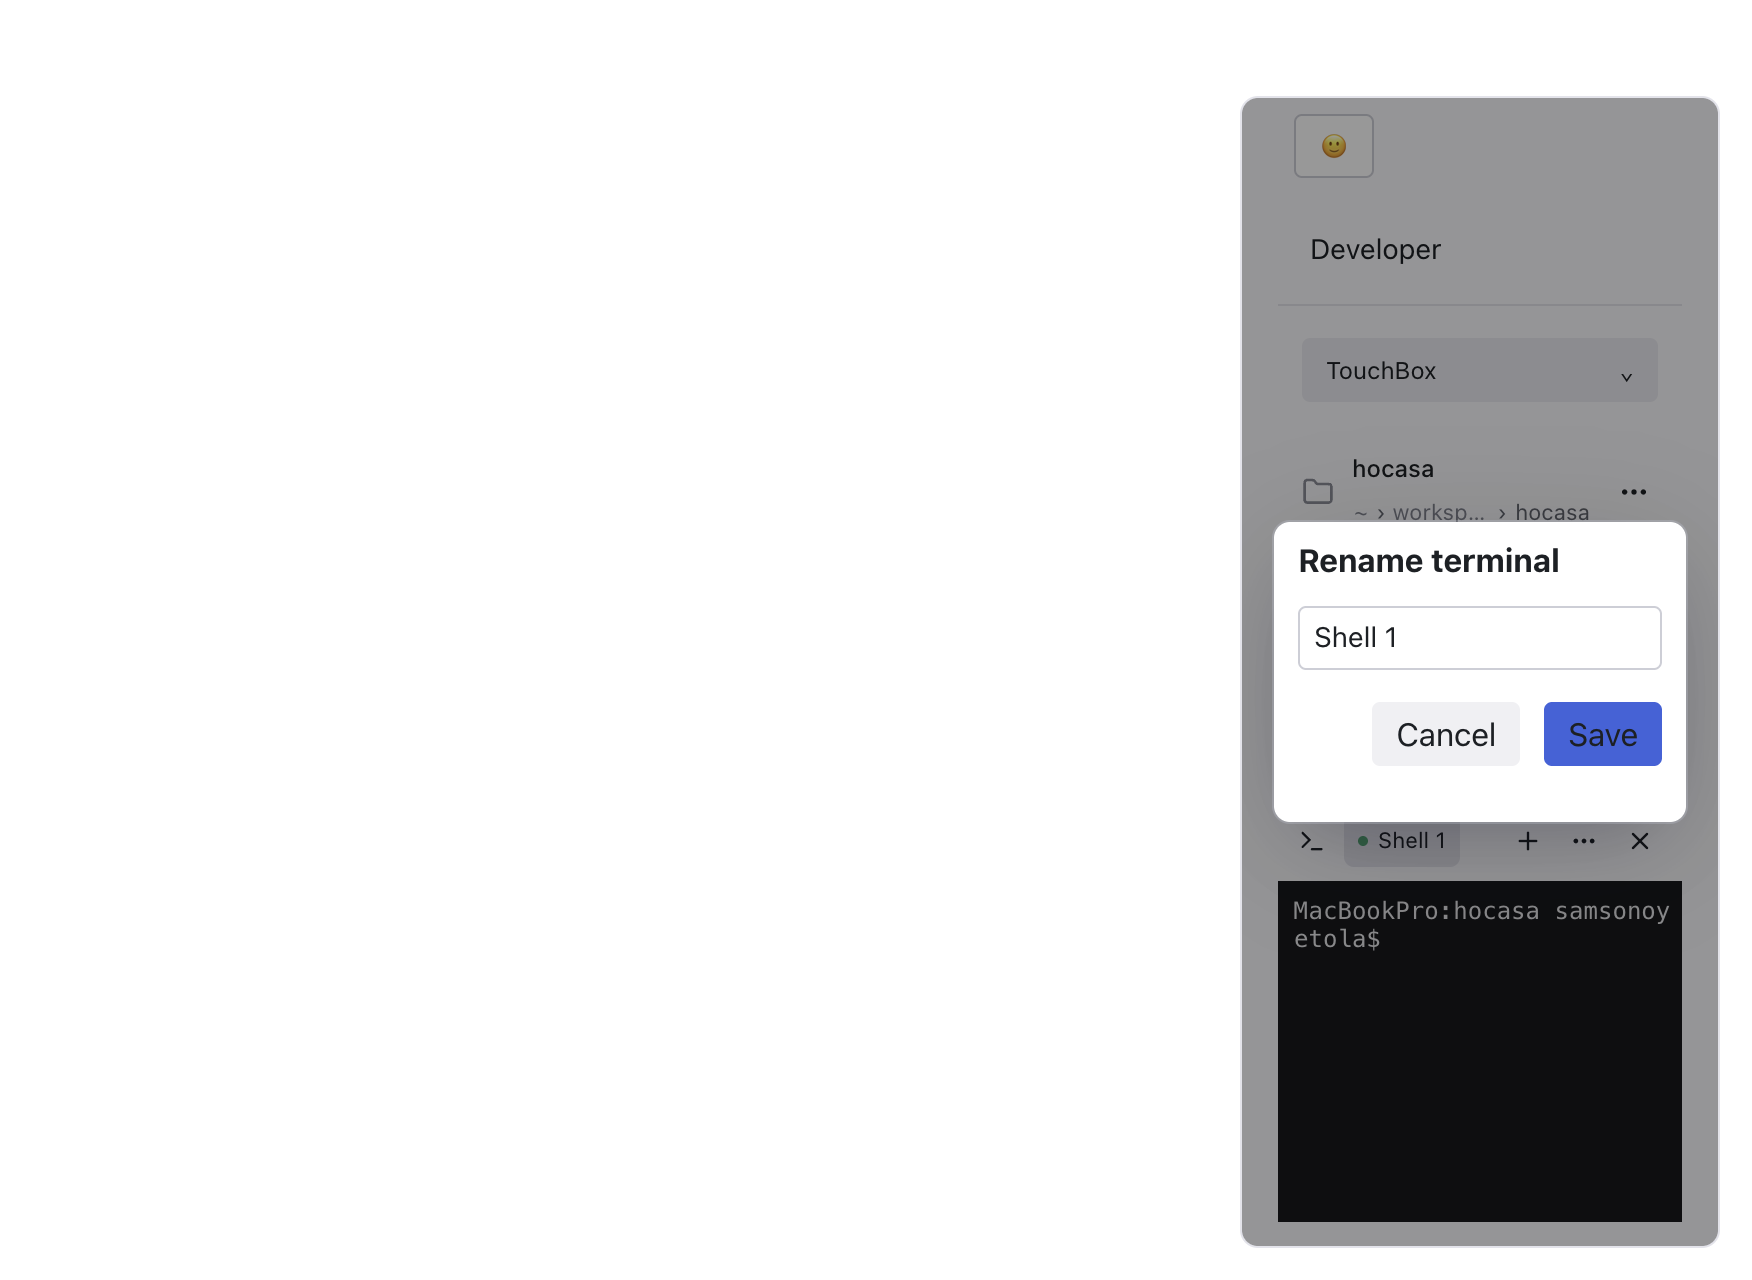 Developer
TouchBox
hocasa
~ › worksp... › hocasa
Rename terminal
Shell 1
Cancel Save
Shell 1
MacBookPro:hocasa samsonoy
etola$